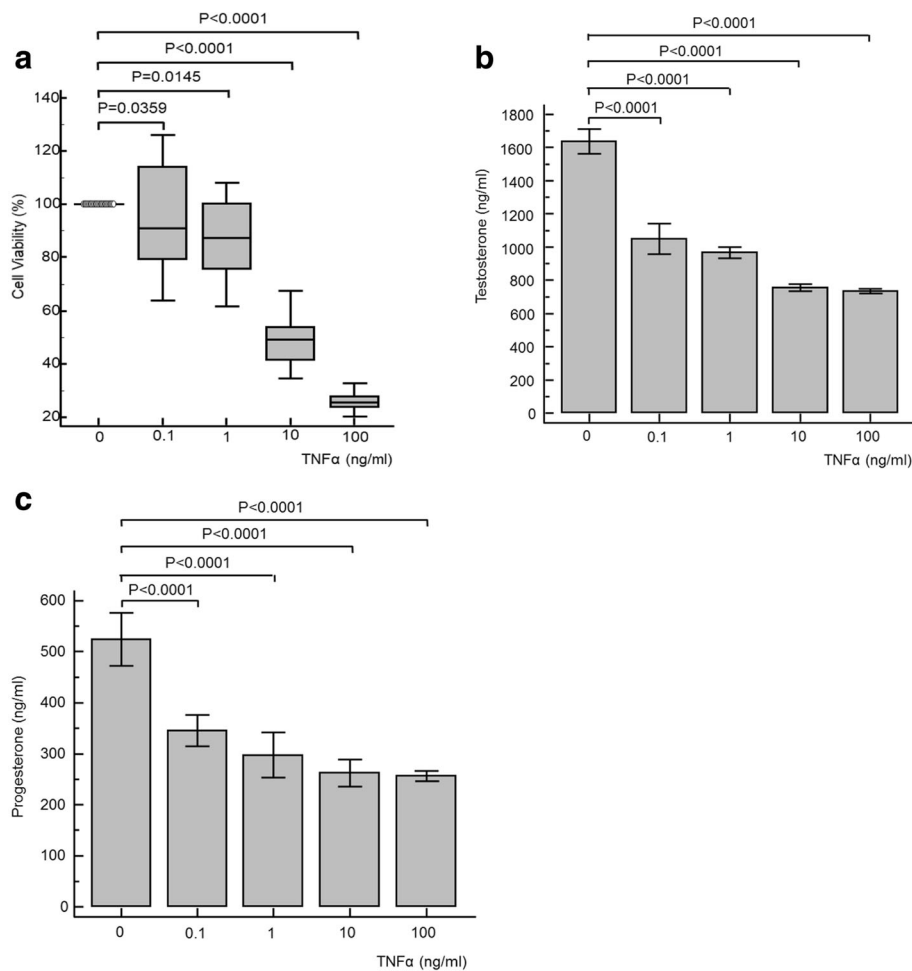 a
P<0.0001
P<0.0001
P=0.0145
P=0.0359
140
120
100
80
60
40
20
Cell Viability (%)
0 0.1 1 10 100
TNFα (ng/ml)
b
P<0.0001
P<0.0001
P<0.0001
P<0.0001
1800
1600
1400
1200
1000
800
600
400
200
0
Testosterone (ng/ml)
0 0.1 1 10 100
TNFα (ng/ml)
c
P<0.0001
P<0.0001
P<0.0001
P<0.0001
600
500
400
300
200
100
0
Progesterone (ng/ml)
0 0.1 1 10 100
TNFα (ng/ml)